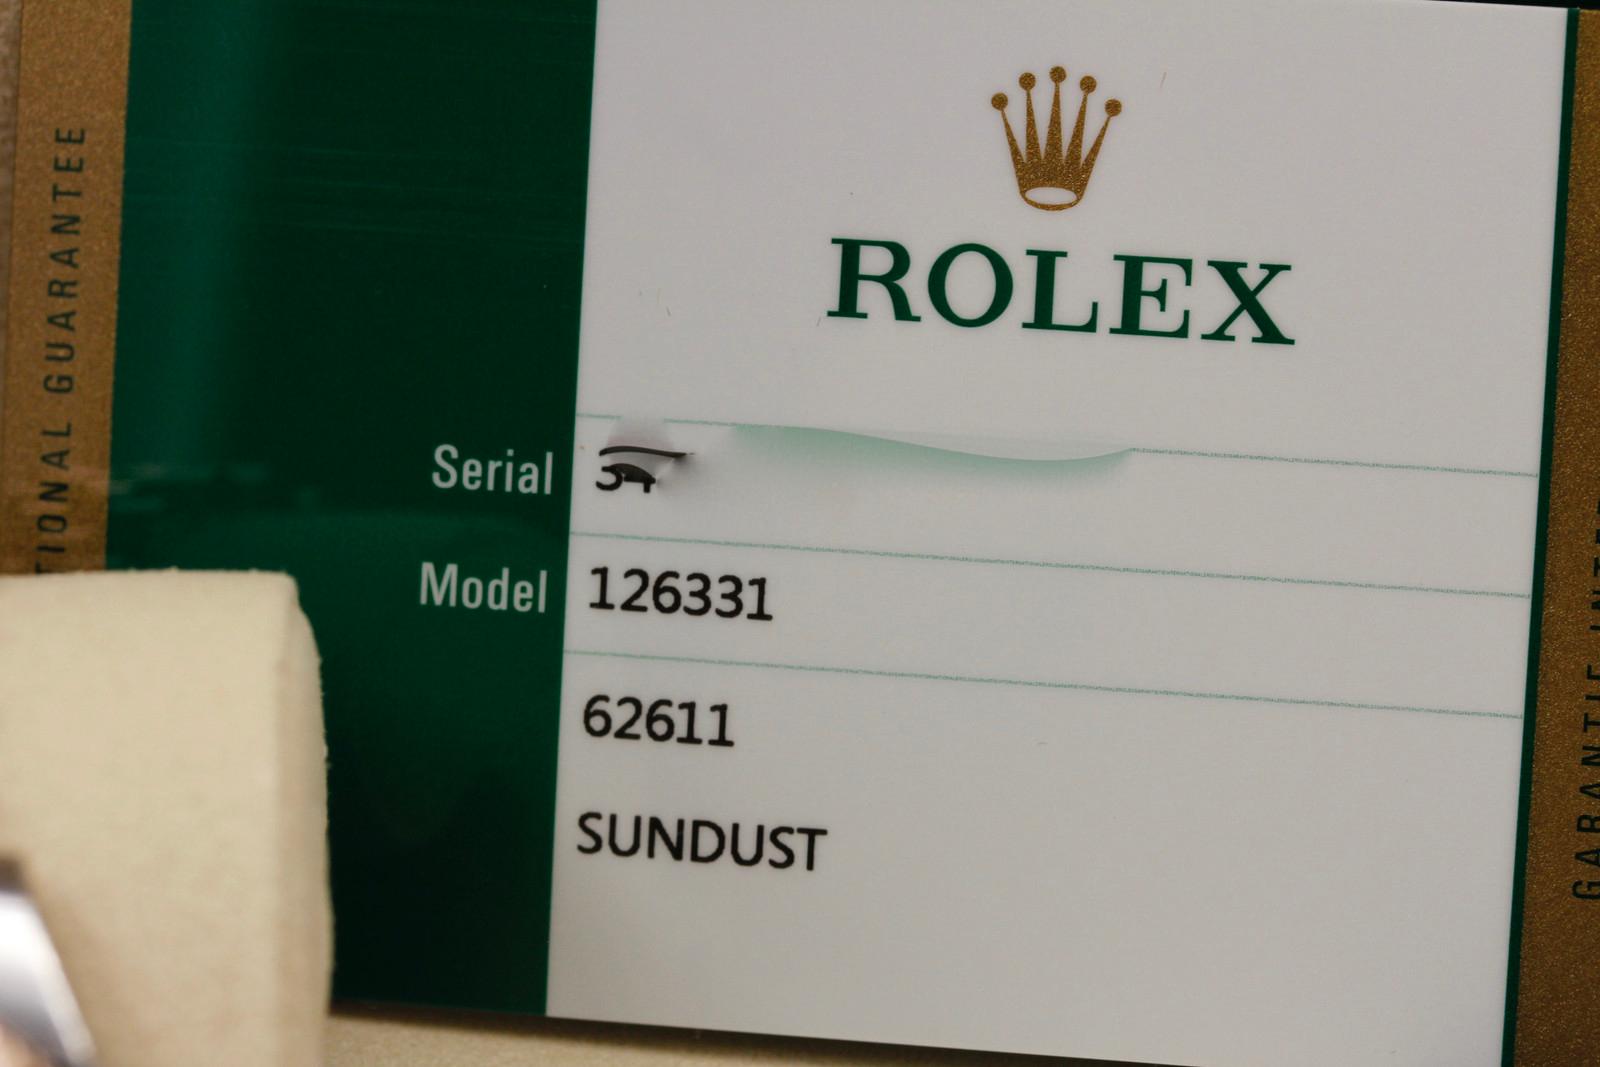 TIONAL GUARANTEE
ROLEX
Serial
Model 126331
62611
SUNDUST
GARANTIE